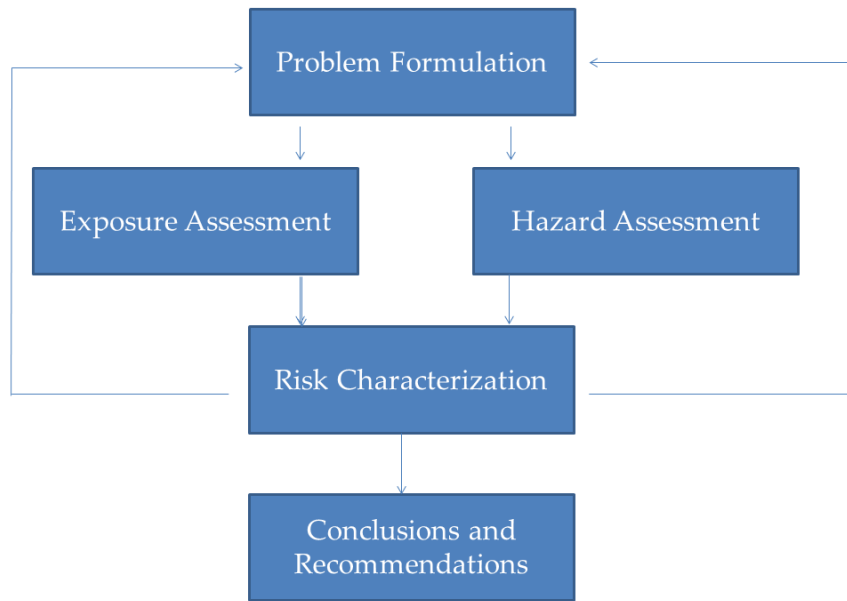 Problem Formulation
Exposure Assessment
Hazard Assessment
Risk Characterization
Conclusions and
Recommendations